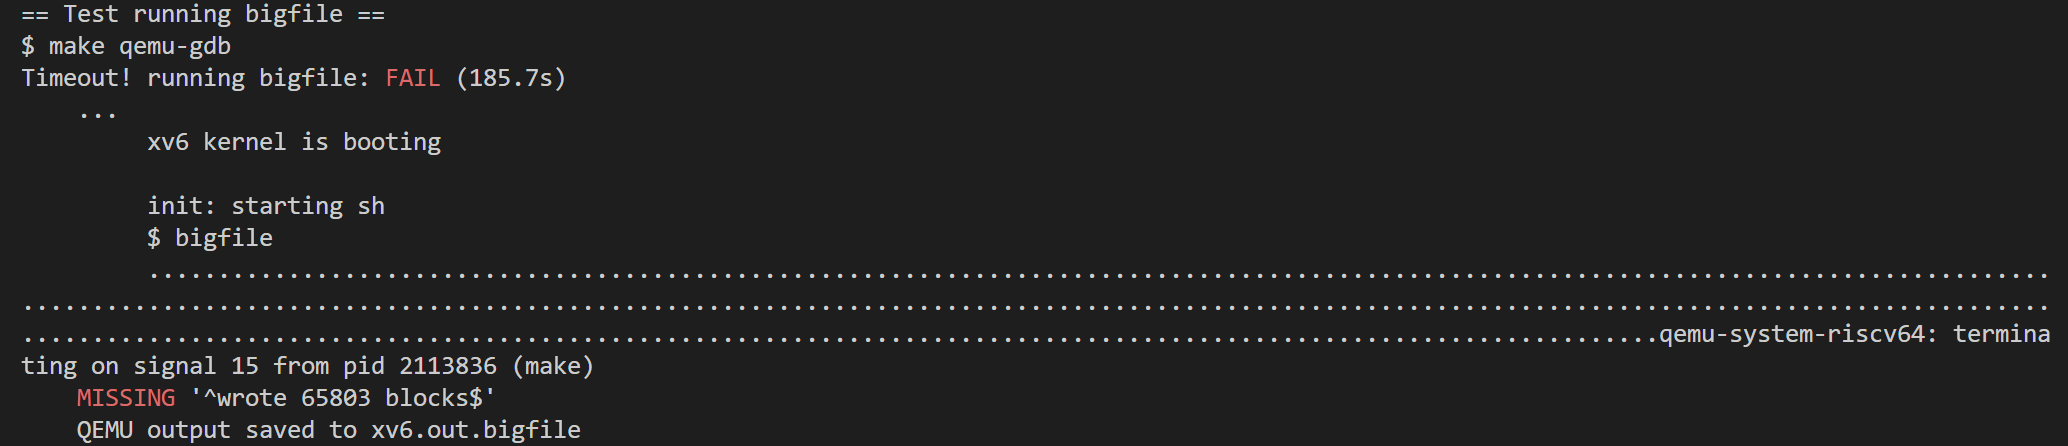 == Test running bigfile ==
$ make qemu-gdb
Timeout! running bigfile: FAIL (185.7s)
...
xv6 kernel is booting
init: starting sh
$ bigfile
.......................................................................................................................................
.................................................................................................................................................
.....................................................................................................................qemu-system-riscv64: termina
ting on signal 15 from pid 2113836 (make)
MISSING '^wrote 65803 blocks$'
QEMU output saved to xv6.out.bigfile